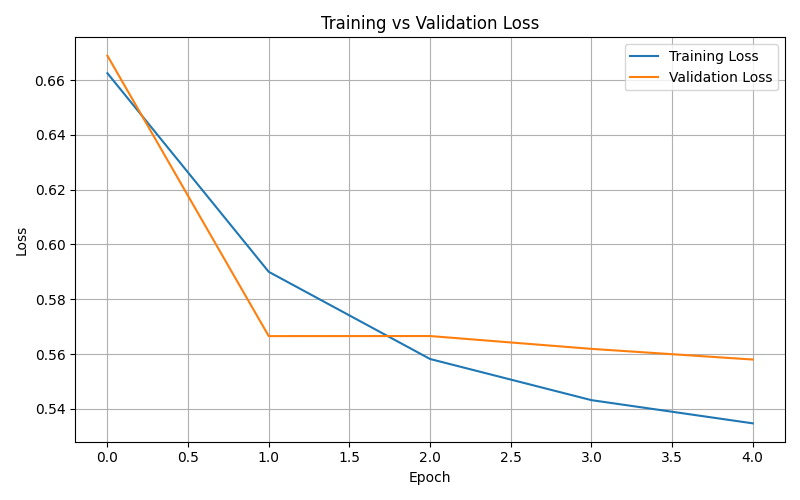 Training vs Validation Loss
Training Loss
Validation Loss
0.66
0.64
0.62
0.60
0.58
0.56
0.54
Loss
0.0 0.5 1.0 1.5 2.0 2.5 3.0 3.5 4.0
Epoch